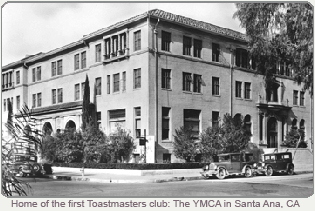 Home of the first Toastmasters club: The YMCA in Santa Ana, CA